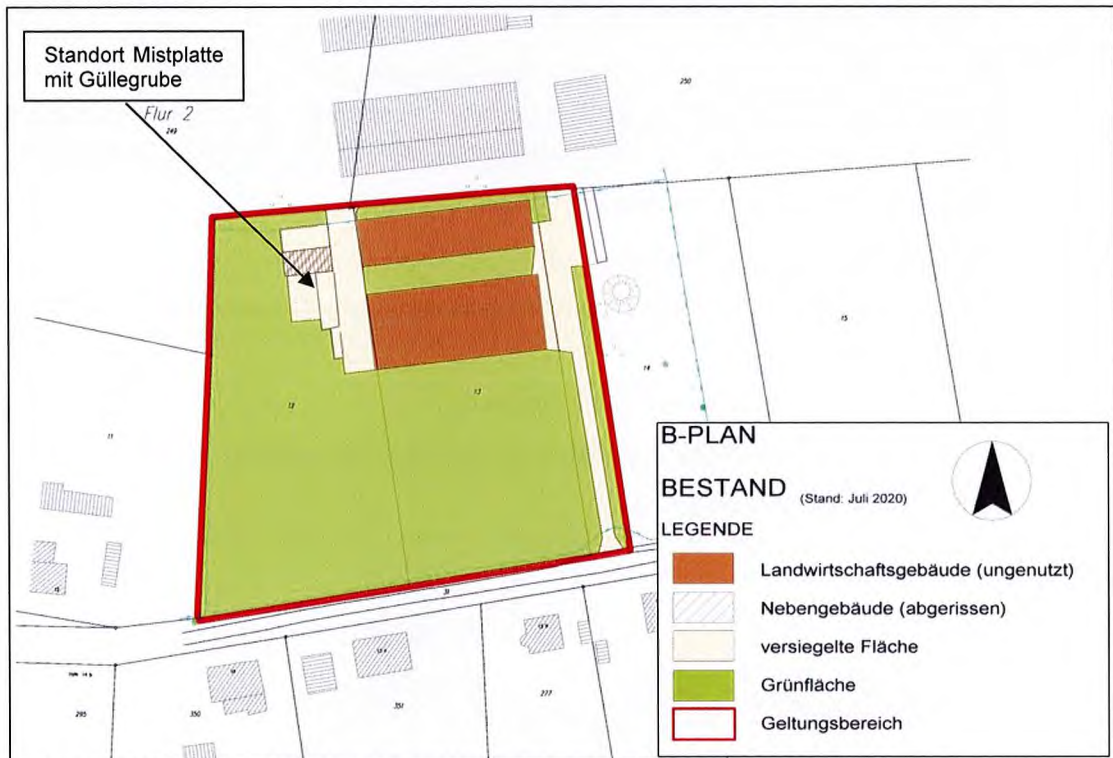 Standort Mistplatte
mit Güllegrube
Flur 2
249
250
15
14
13
12
11
31
295
350
351
277
B-PLAN
BESTAND (Stand: Juli 2020)
LEGENDE
Landwirtschaftsgebäude (ungenutzt)
Nebengebäude (abgerissen)
versiegelte Fläche
Grünfläche
Geltungsbereich